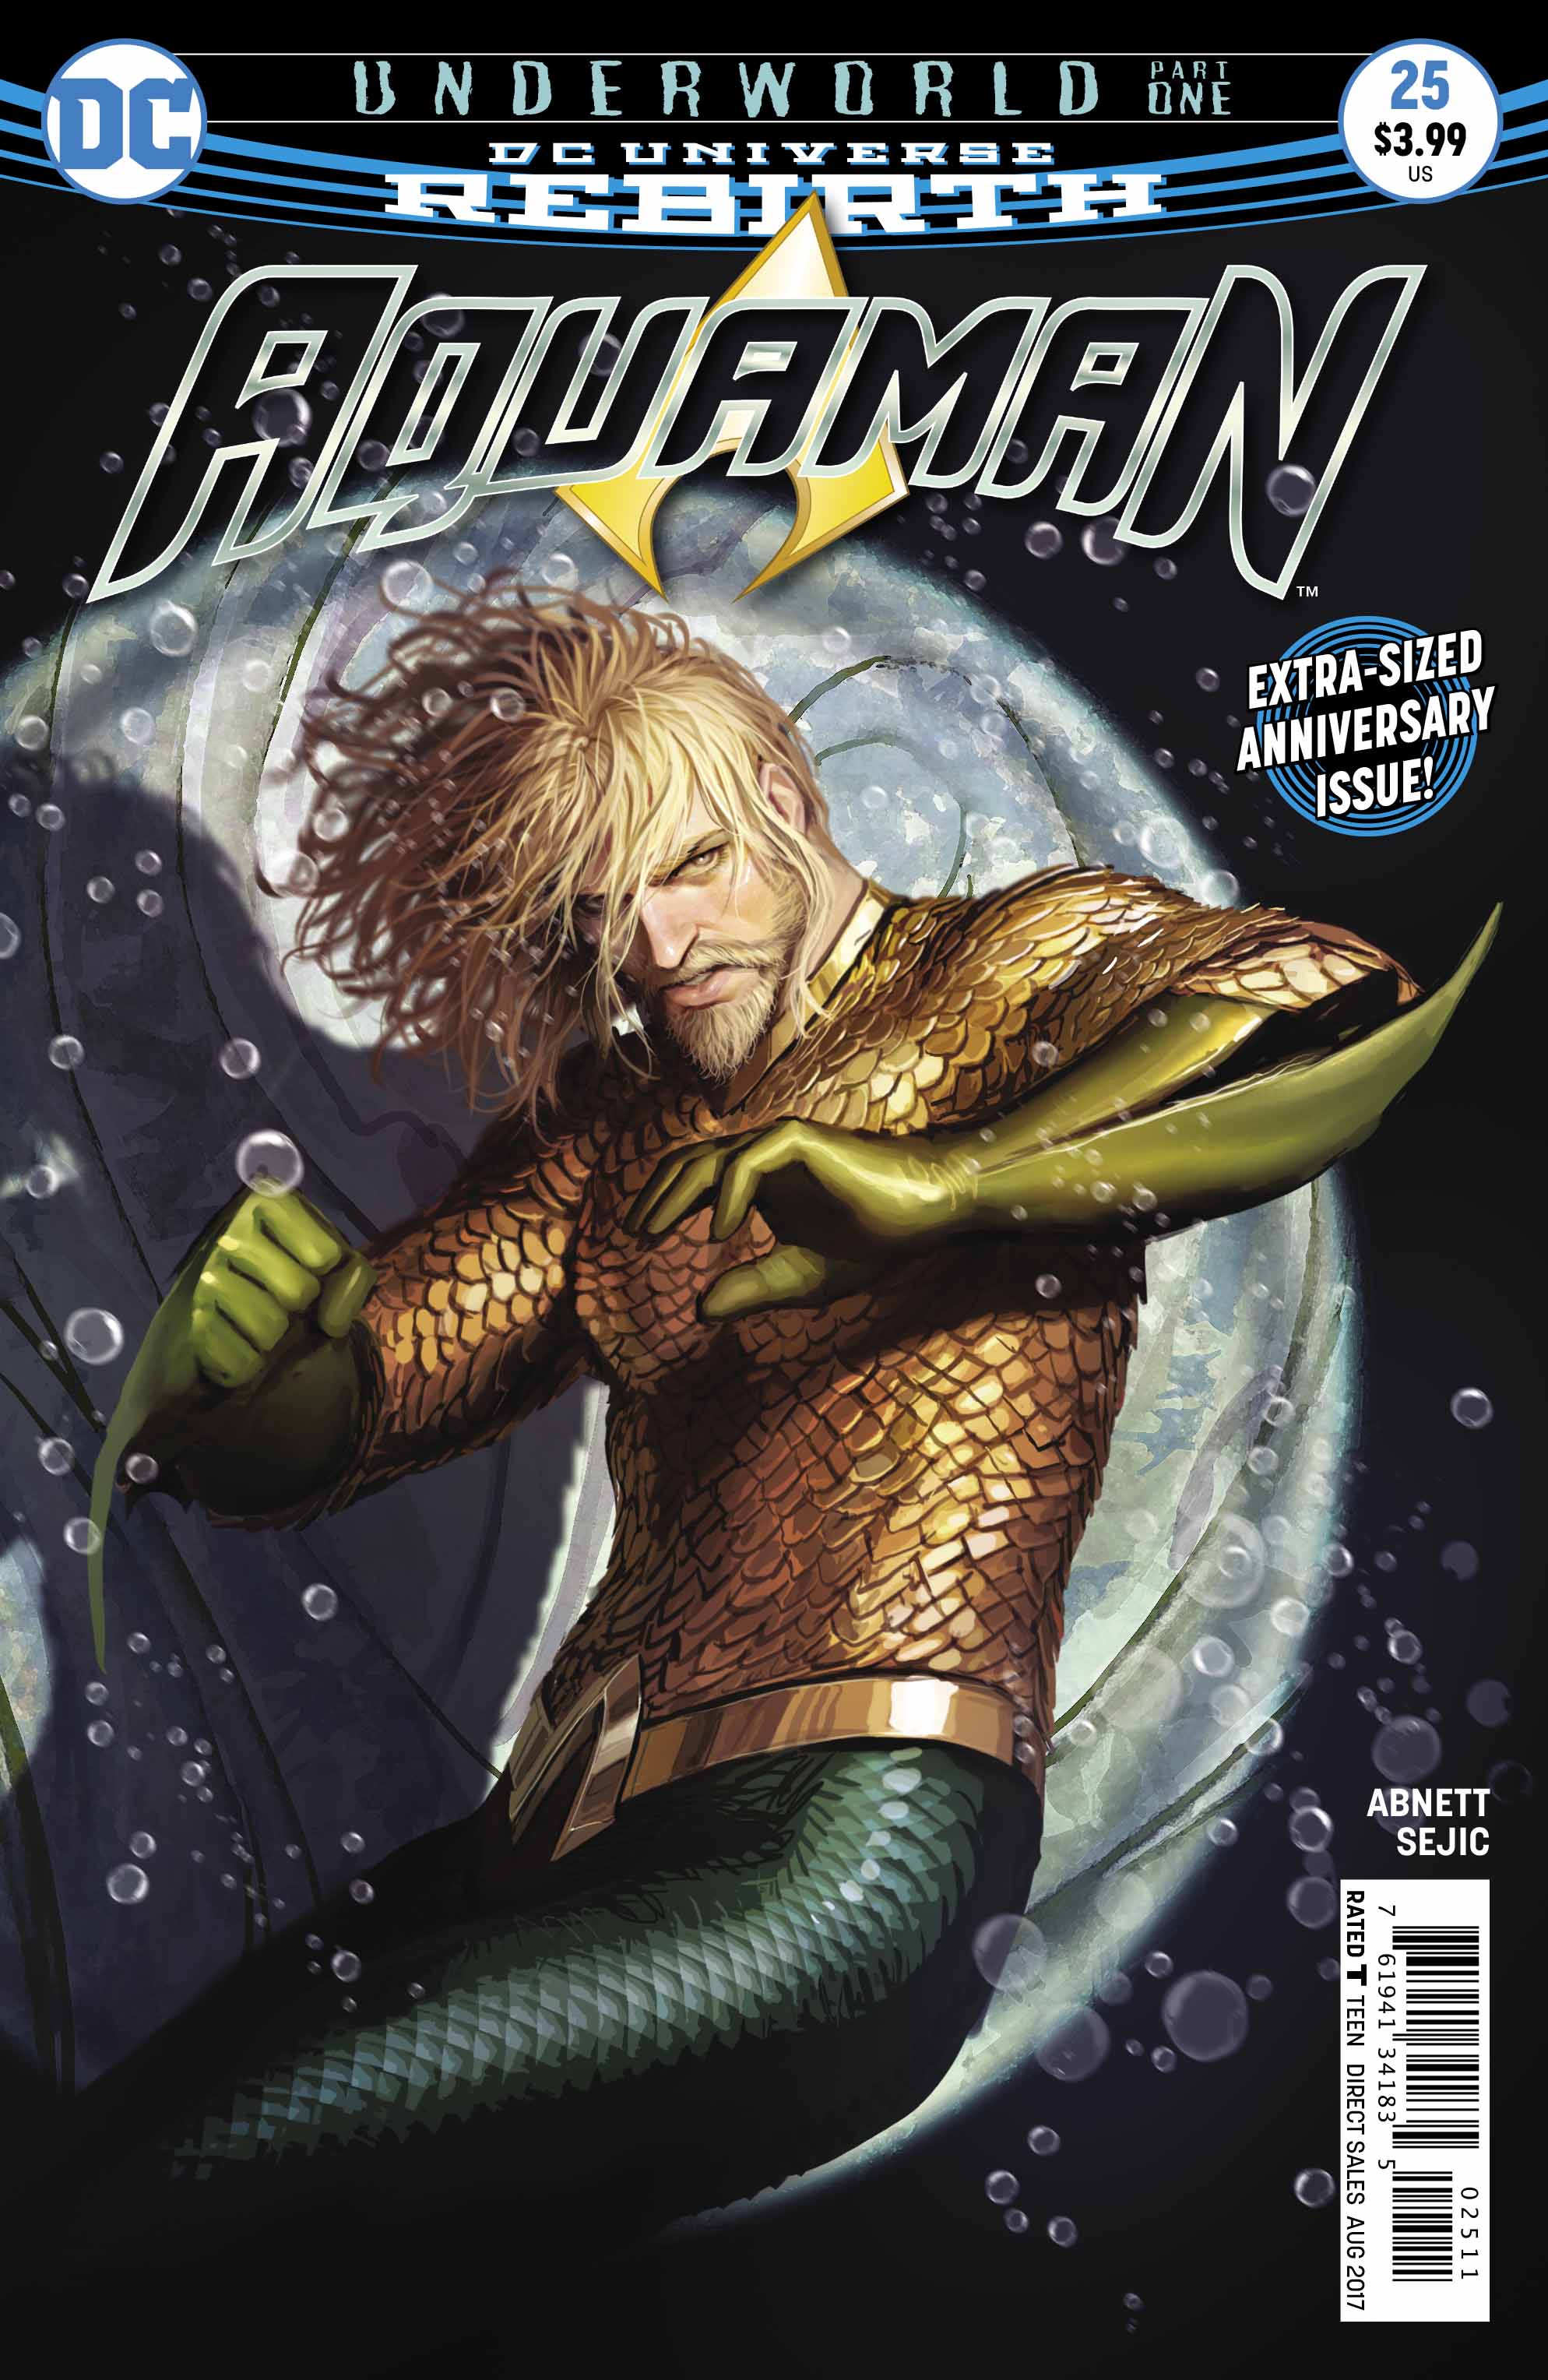 DC
UNDERWORLD
PART
ONE
DC UNIVERSE
REBIRTH
25
$3.99
US
AQUAMAN
TM
EXTRA-SIZED
ANNIVERSARY
ISSUE!
ABNETT
SEJIC
RATED T TEEN DIRECT SALES AUG 2017
7 61941 34183 5
02511